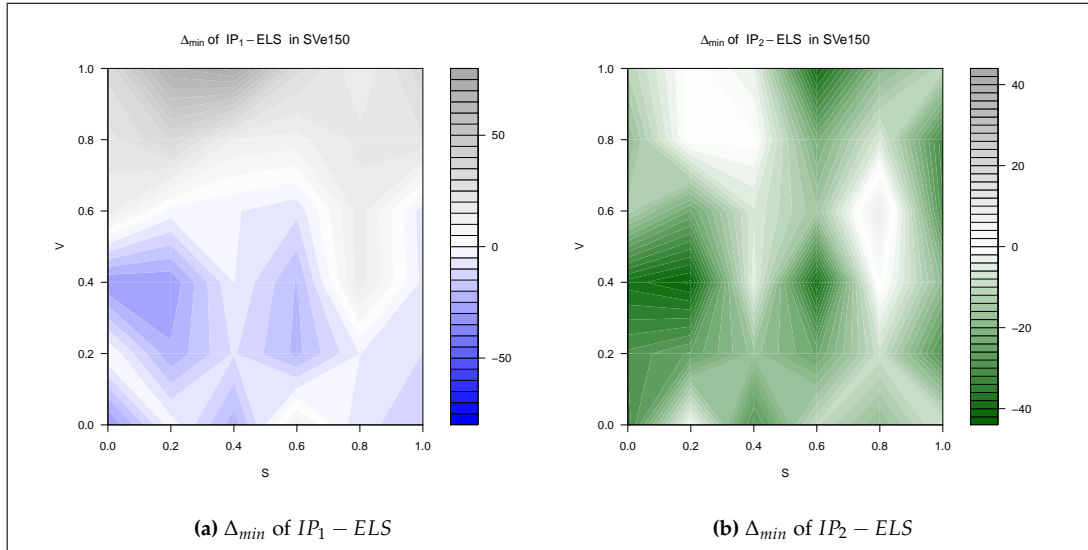 Δmin of IP1 − ELS in SVe150
1.0
0.8
0.6
0.4
0.2
0.0
V
0.0 0.2 0.4 0.6 0.8 1.0
S
50
0
−50
(a) Δmin of IP1 − ELS
Δmin of IP2 − ELS in SVe150
1.0
0.8
0.6
0.4
0.2
0.0
V
0.0 0.2 0.4 0.6 0.8 1.0
S
40
20
0
−20
−40
(b) Δmin of IP2 − ELS